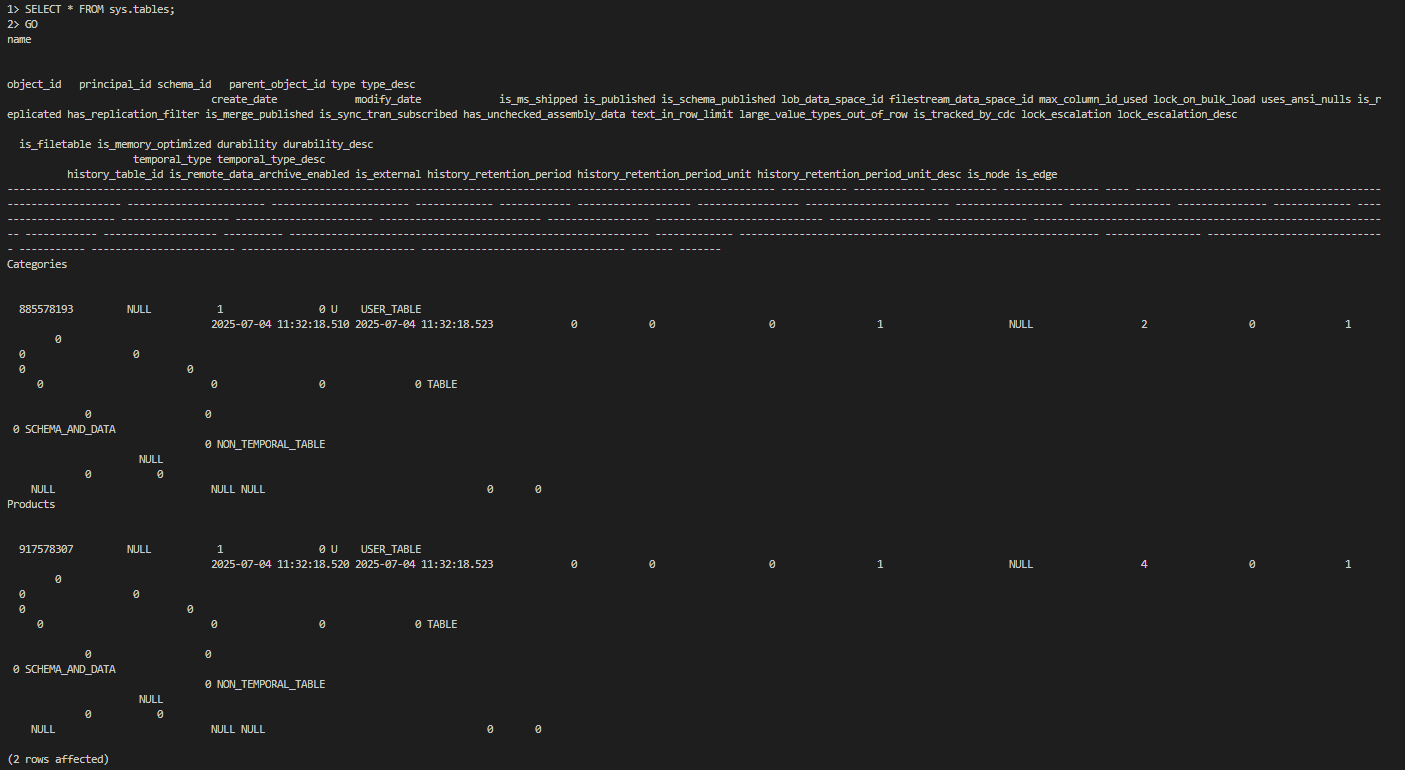 1> SELECT * FROM sys.tables;
2> GO
name
object_id   principal_id schema_id   parent_object_id type type_desc
create_date             modify_date             is_ms_shipped is_published is_schema_published lob_data_space_id filestream_data_space_id max_column_id_used lock_on_bulk_load uses_ansi_nulls is_r
eplicated has_replication_filter is_merge_published is_sync_tran_subscribed has_unchecked_assembly_data text_in_row_limit large_value_types_out_of_row is_tracked_by_cdc lock_escalation lock_escalation_desc
is_filetable is_memory_optimized durability durability_desc
temporal_type temporal_type_desc
history_table_id is_remote_data_archive_enabled is_external history_retention_period history_retention_period_unit history_retention_period_unit_desc is_node is_edge
Categories
885578193         NULL           1                0 U    USER_TABLE
2025-07-04 11:32:18.510 2025-07-04 11:32:18.523             0            0                   0                 1                     NULL                  2                 0               1
0
0                  0
0                           0
0                            0                 0               0 TABLE
0                   0
0 SCHEMA_AND_DATA
0 NON_TEMPORAL_TABLE
NULL
0           0
NULL                          NULL NULL                                     0       0
Products
917578307         NULL           1                0 U    USER_TABLE
2025-07-04 11:32:18.520 2025-07-04 11:32:18.523             0            0                   0                 1                     NULL                  4                 0               1
0
0                  0
0                           0
0                            0                 0               0 TABLE
0                   0
0 SCHEMA_AND_DATA
0 NON_TEMPORAL_TABLE
NULL
0           0
NULL                          NULL NULL                                     0       0
(2 rows affected)